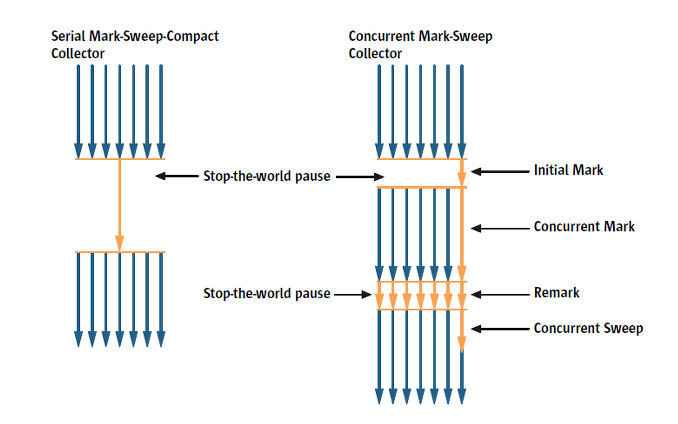 Serial Mark-Sweep-Compact
Collector
Concurrent Mark-Sweep
Collector
Stop-the-world pause
Initial Mark
Concurrent Mark
Stop-the-world pause
Remark
Concurrent Sweep